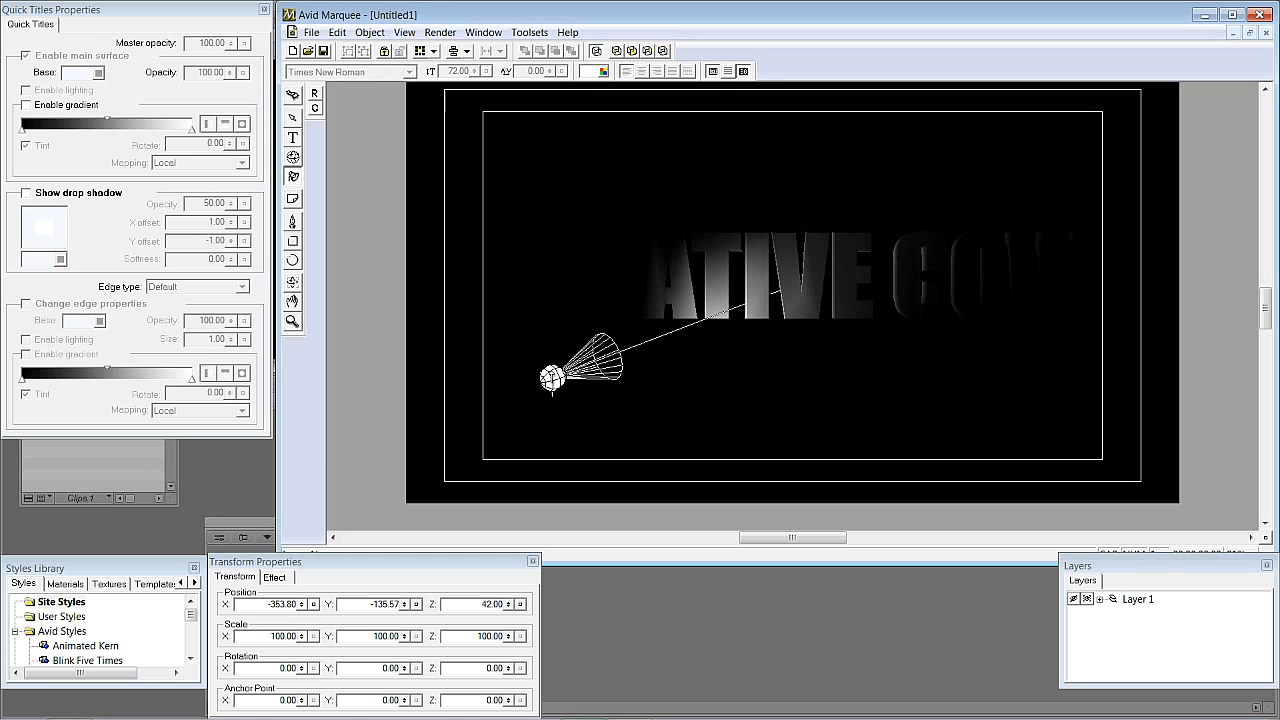 Quick Titles Properties
Quick Titles
Master opacity: 100.00
Enable main surface
Base: Opacity: 100.00
Enable lighting
Enable gradient
Tint Rotate: 0.00
Mapping: Local
Show drop shadow
Opacity: 50.00
X offset: 1.00
Y offset: -1.00
Softness: 0.00
Edge type: Default
Change edge properties
Base: Opacity: 100.00
Enable lighting Size: 1.00
Enable gradient
Tint Rotate: 0.00
Mapping: Local
Clips.1
Avid Marquee - [Untitled1]
File Edit Object View Render Window Toolsets Help
Times New Roman 72.00 0.00
R
C
T
ATIVE COW
Styles Library
Styles Materials Textures Template
Site Styles
User Styles
Avid Styles
Animated Kern
Blink Five Times
Transform Properties
Transform Effect
Position
X: -353.80 Y: -135.57 Z: 42.00
Scale
X: 100.00 Y: 100.00 Z: 100.00
Rotation
X: 0.00 Y: 0.00 Z: 0.00
Anchor Point
X: 0.00 Y: 0.00 Z: 0.00
Layers
Layers
Layer 1